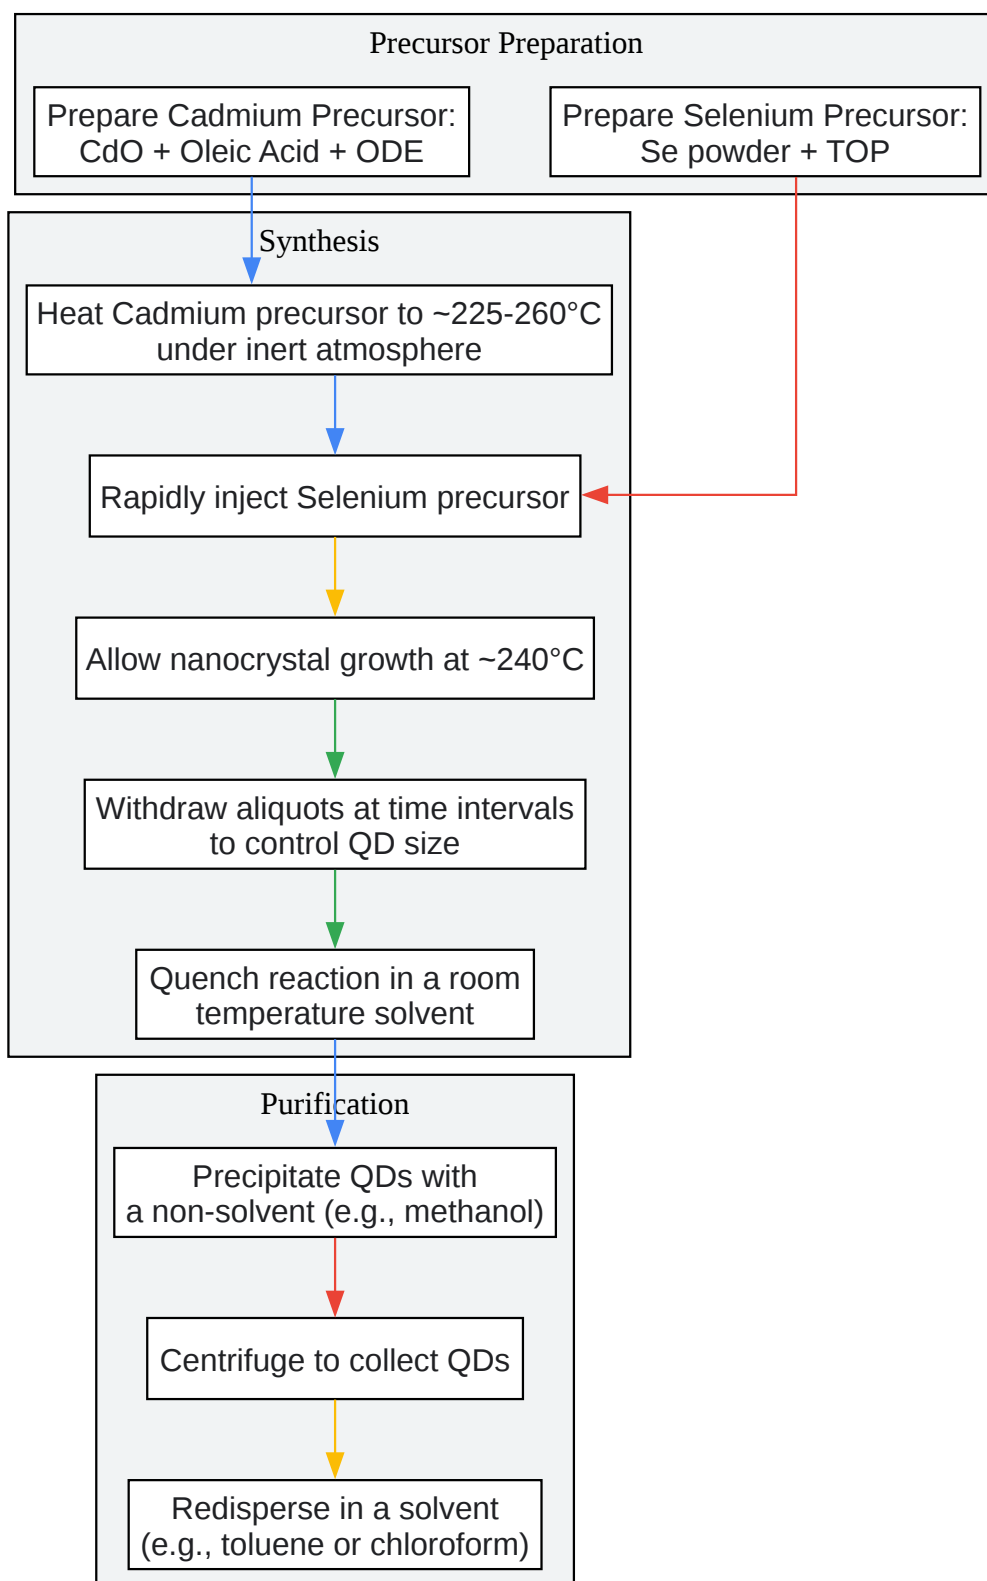 Precursor Preparation
Prepare Cadmium Precursor:
CdO + Oleic Acid + ODE
Prepare Selenium Precursor:
Se powder + TOP
Synthesis
Heat Cadmium precursor to ~225-260°C
under inert atmosphere
Rapidly inject Selenium precursor
Allow nanocrystal growth at ~240°C
Withdraw aliquots at time intervals
to control QD size
Quench reaction in a room
temperature solvent
Purification
Precipitate QDs with
a non-solvent (e.g., methanol)
Centrifuge to collect QDs
Redisperse in a solvent
(e.g., toluene or chloroform)